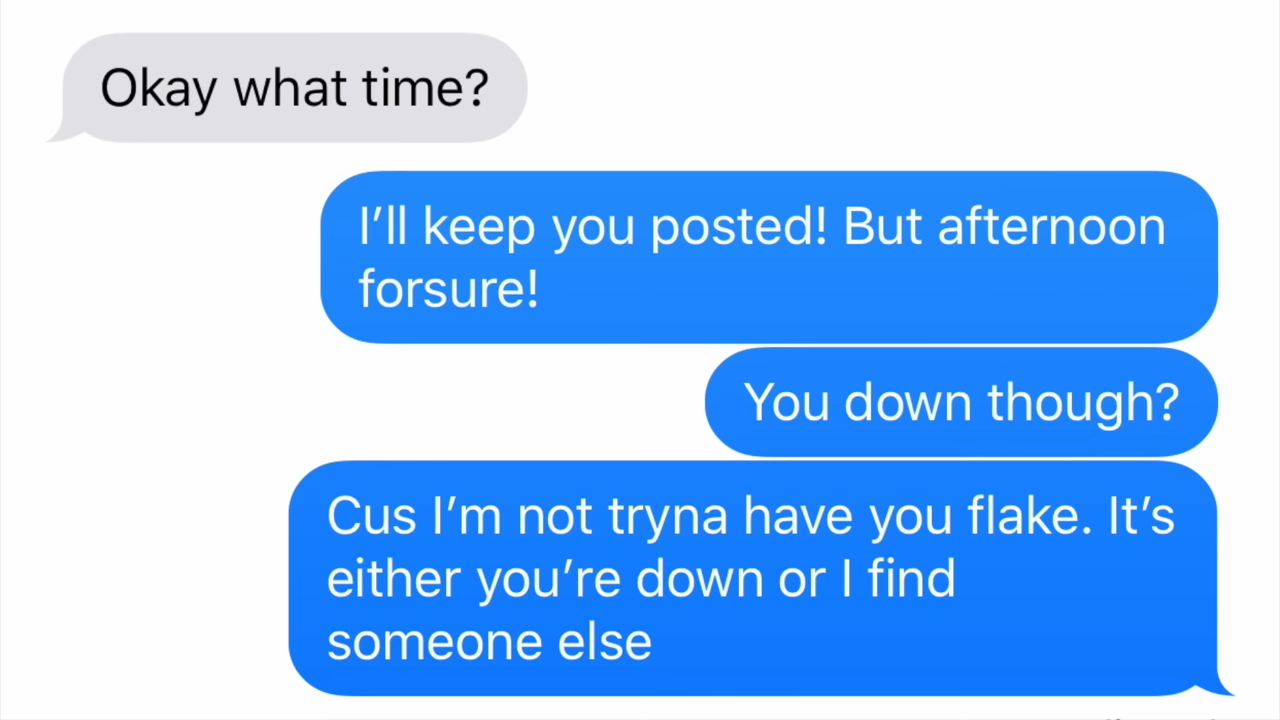 Okay what time?
I'll keep you posted! But afternoon
forsure!
You down though?
Cus I'm not tryna have you flake. It's
either you're down or I find
someone else